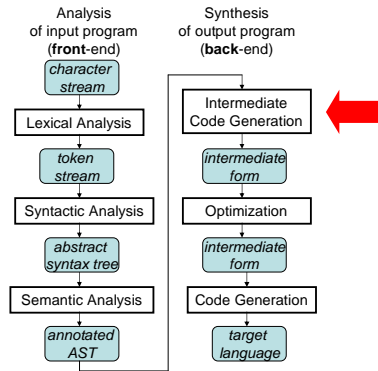 Analysis
of input program
(front-end)
character
stream
Lexical Analysis
token
stream
Syntactic Analysis
abstract
syntax tree
Semantic Analysis
annotated
AST
Synthesis
of output program
(back-end)
Intermediate
Code Generation
intermediate
form
Optimization
intermediate
form
Code Generation
target
language